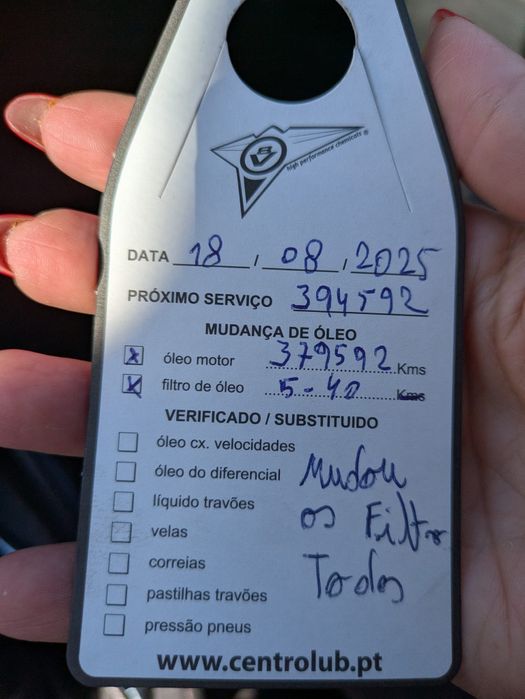 high performance chemicals ®
DATA 18 / 08 / 2025
PRÓXIMO SERVIÇO 394592
MUDANÇA DE ÓLEO
óleo motor 379592 Kms
filtro de óleo 5-40 Kms
VERIFICADO / SUBSTITUIDO
óleo cx. velocidades
óleo do diferencial
líquido travões
velas
correias
pastilhas travões
pressão pneus
Mudou
os Filtro
Todos
www.centrolub.pt